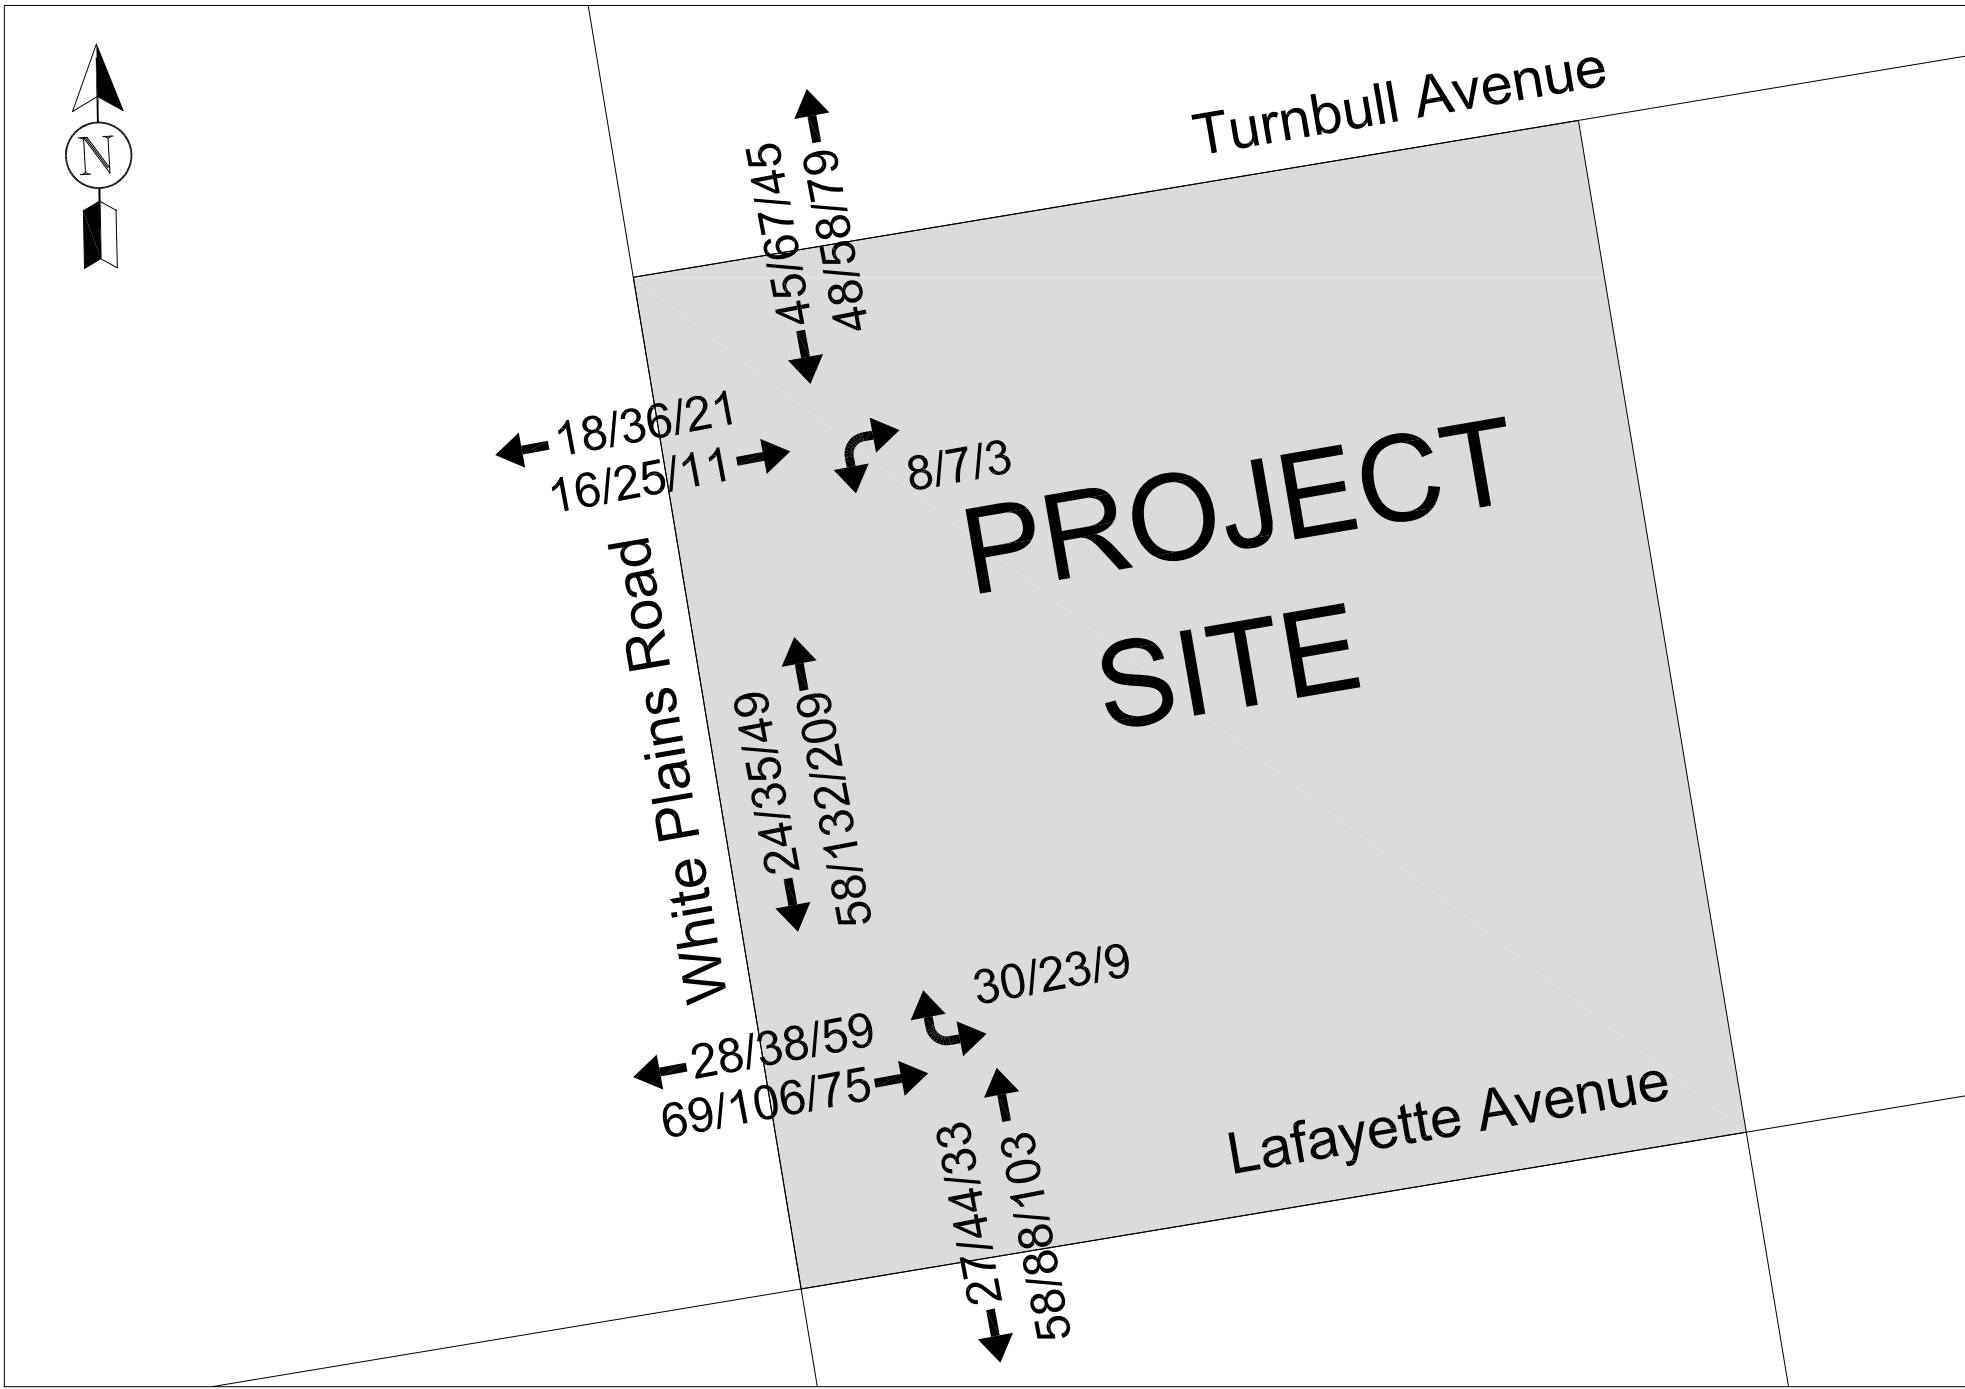 N
Turnbull Avenue
45/67/45
48/58/79
18/36/21
16/25/11
8/7/3
PROJECT
SITE
White Plains Road
24/35/49
58/132/209
30/23/9
28/38/59
69/106/75
27/44/33
58/88/103
Lafayette Avenue